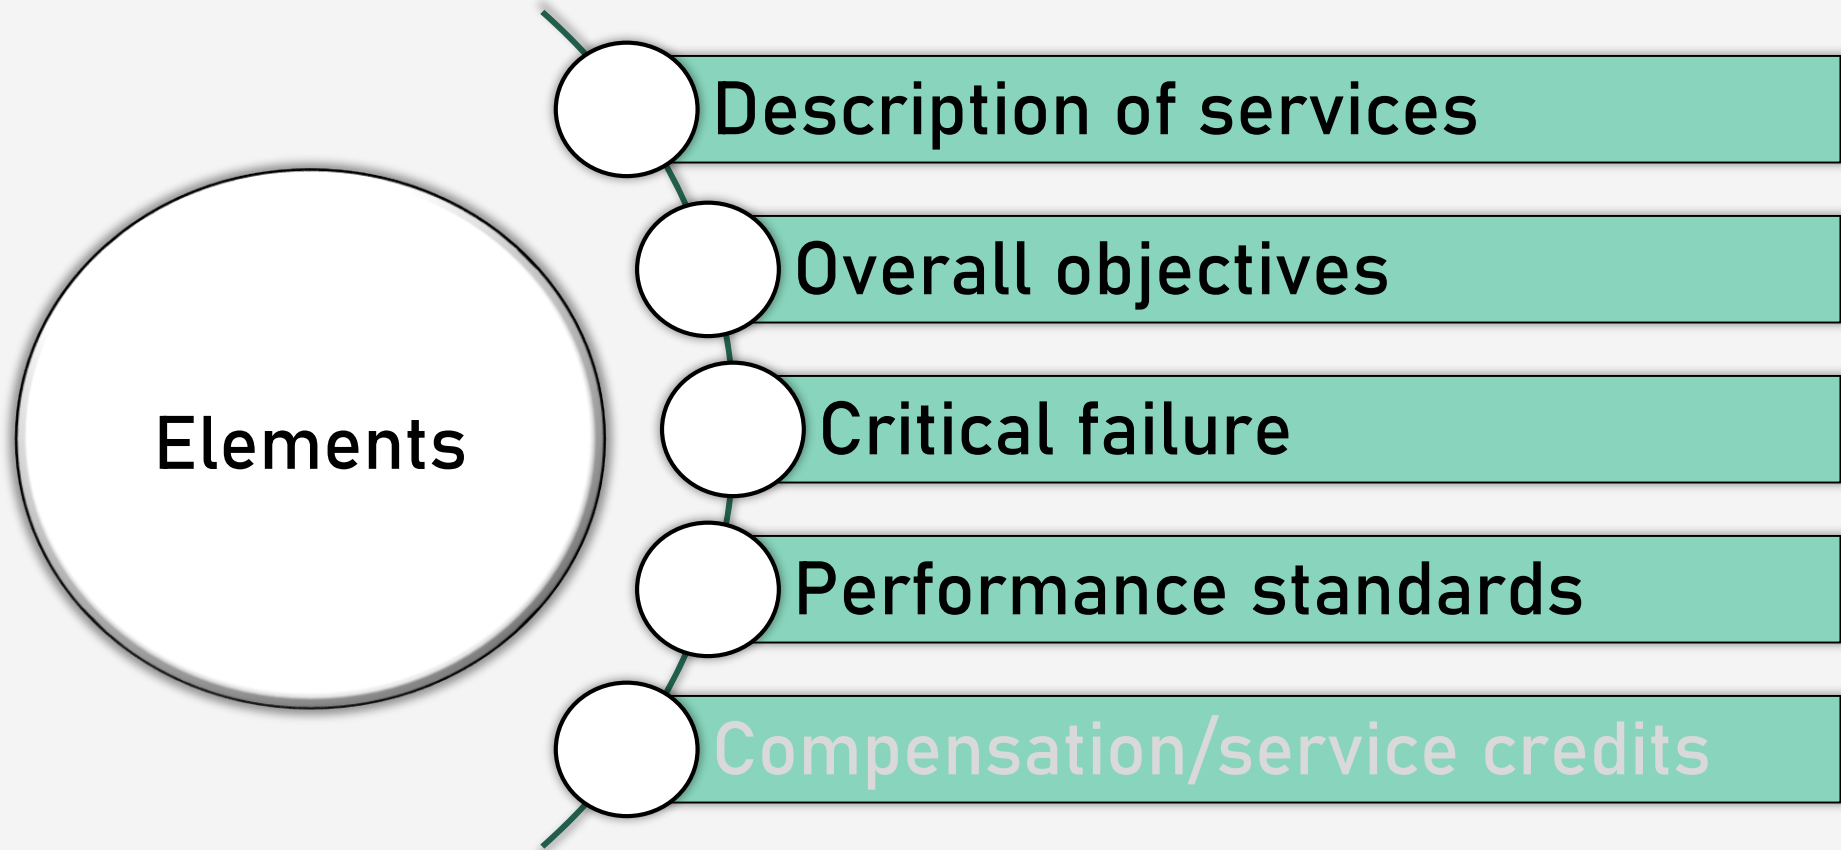 Elements
Description of services
Overall objectives
Critical failure
Performance standards
Compensation/service credits